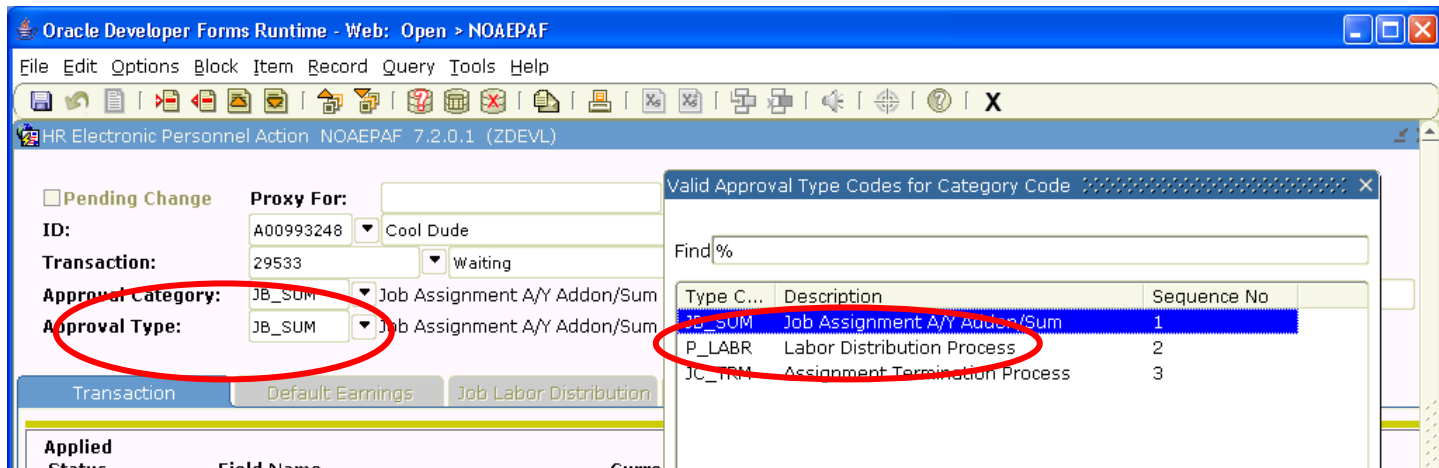 Oracle Developer Forms Runtime - Web: Open > NOAEPAF
File Edit Options Block Item Record Query Tools Help
X
HR Electronic Personnel Action NOAEPAF 7.2.0.1 (ZDEVL)
Pending Change Proxy For:
ID: A00993248 Cool Dude
Transaction: 29533 Waiting
Approval Category: JB_SUM Job Assignment A/Y Addon/Sum
Approval Type: JB_SUM Job Assignment A/Y Addon/Sum
Transaction Default Earnings Job Labor Distribution
Applied
Status Field Name Curre
Valid Approval Type Codes for Category Code
Find %
Type C... Description Sequence No
JB_SUM Job Assignment A/Y Addon/Sum 1
P_LABR Labor Distribution Process 2
JC_TRM Assignment Termination Process 3